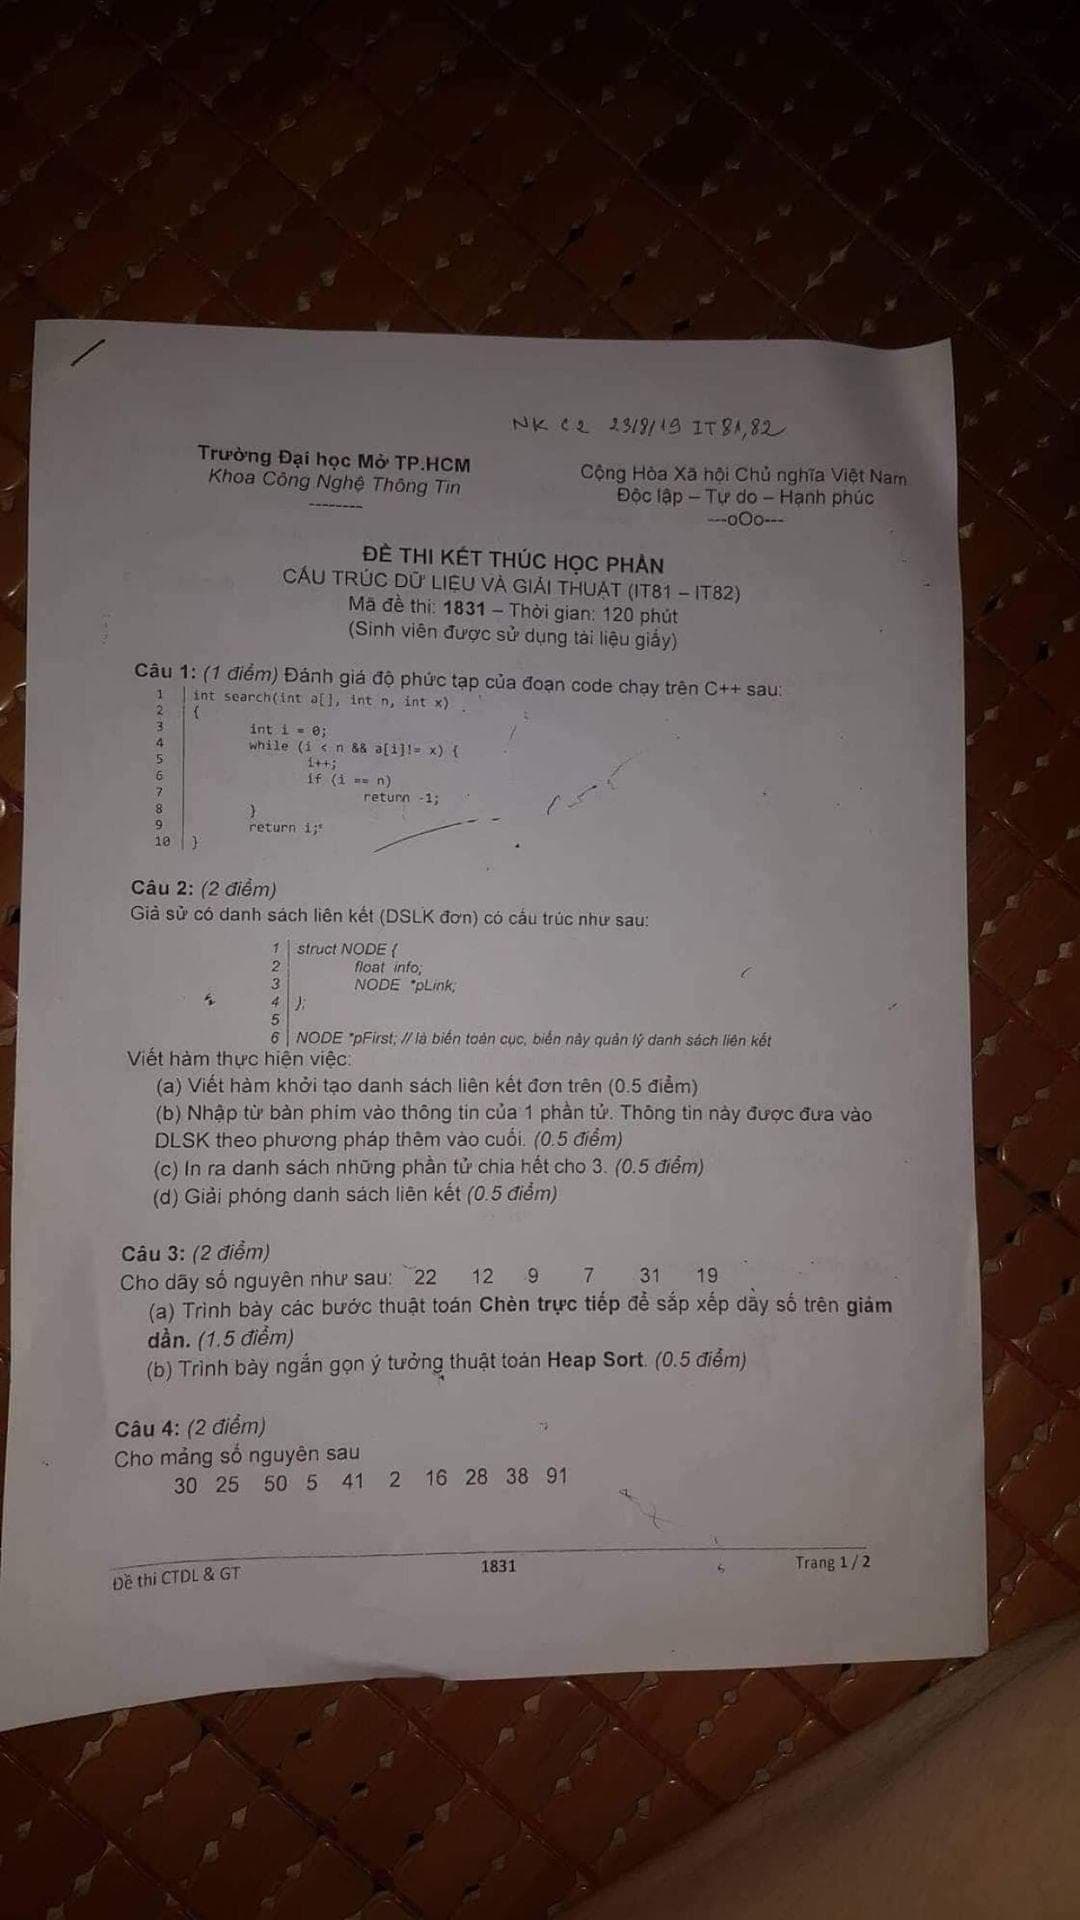 NK C2 23/8/19 IT81,82
Trường Đại học Mở TP.HCM
Khoa Công Nghệ Thông Tin
--------
Cộng Hòa Xã hội Chủ nghĩa Việt Nam
Độc lập – Tự do – Hạnh phúc
---oOo---
ĐỀ THI KẾT THÚC HỌC PHẦN
CẤU TRÚC DỮ LIỆU VÀ GIẢI THUẬT (IT81 – IT82)
Mã đề thi: 1831 – Thời gian: 120 phút
(Sinh viên được sử dụng tài liệu giấy)
Câu 1: (1 điểm) Đánh giá độ phức tạp của đoạn code chạy trên C++ sau:
1 int search(int a[], int n, int x)
2 {
3 int i = 0;
4 while (i < n && a[i]!= x) {
5 i++;
6 if (i == n)
7 return -1;
8 }
9 return i;
10 }
Câu 2: (2 điểm)
Giả sử có danh sách liên kết (DSLK đơn) có cấu trúc như sau:
1 struct NODE {
2 float info;
3 NODE *pLink;
4 };
5
6 NODE *pFirst; // là biến toàn cục, biến này quản lý danh sách liên kết
Viết hàm thực hiện việc:
(a) Viết hàm khởi tạo danh sách liên kết đơn trên (0.5 điểm)
(b) Nhập từ bàn phím vào thông tin của 1 phần tử. Thông tin này được đưa vào
DLSK theo phương pháp thêm vào cuối. (0.5 điểm)
(c) In ra danh sách những phần tử chia hết cho 3. (0.5 điểm)
(d) Giải phóng danh sách liên kết (0.5 điểm)
Câu 3: (2 điểm)
Cho dãy số nguyên như sau: 22 12 9 7 31 19
(a) Trình bày các bước thuật toán Chèn trực tiếp để sắp xếp dãy số trên giảm
dần. (1.5 điểm)
(b) Trình bày ngắn gọn ý tưởng thuật toán Heap Sort. (0.5 điểm)
Câu 4: (2 điểm)
Cho mảng số nguyên sau
30 25 50 5 41 2 16 28 38 91
Đề thi CTDL & GT 1831 Trang 1 / 2